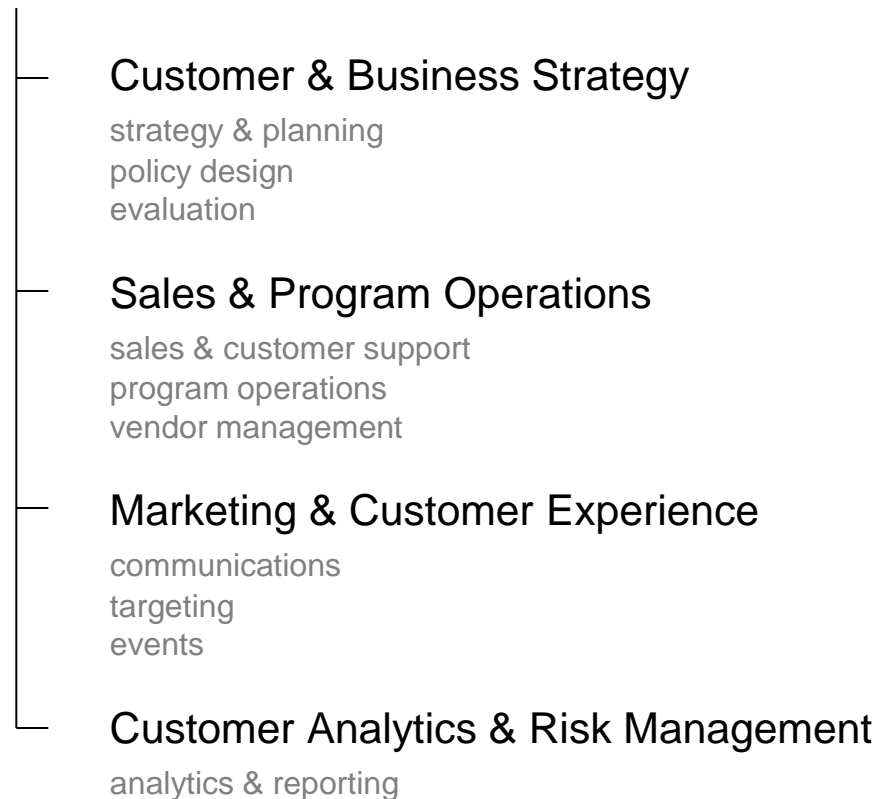 Customer & Business Strategy
strategy & planning
policy design
evaluation
Sales & Program Operations
sales & customer support
program operations
vendor management
Marketing & Customer Experience
communications
targeting
events
Customer Analytics & Risk Management
analytics & reporting